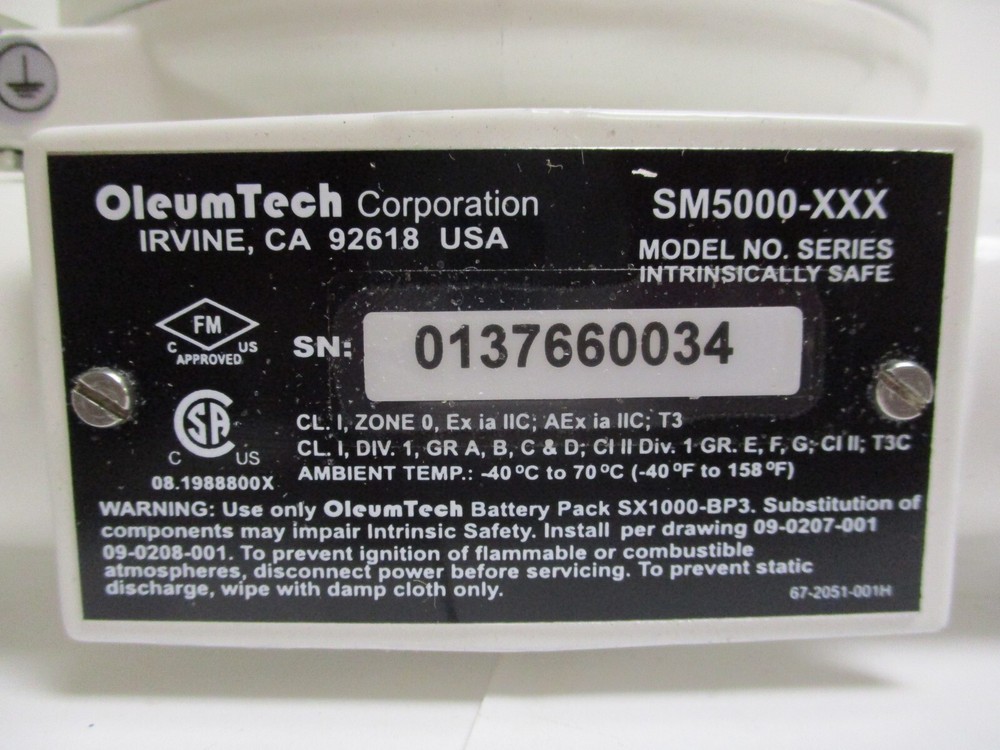 OleumTech Corporation
IRVINE, CA 92618 USA
SM5000-XXX
MODEL NO. SERIES
INTRINSICALLY SAFE
FM
C US
APPROVED
SN: 0137660034
SA
C US
08.1988800X
CL. I, ZONE 0, Ex ia IIC; AEx ia IIC; T3
CL. I, DIV. 1, GR A, B, C & D; Cl II Div. 1 GR. E, F, G; Cl II; T3C
AMBIENT TEMP.: -40 ºC to 70 ºC (-40 ºF to 158 ºF)
WARNING: Use only OleumTech Battery Pack SX1000-BP3. Substitution of
components may impair Intrinsic Safety. Install per drawing 09-0207-001
09-0208-001. To prevent ignition of flammable or combustible
atmospheres, disconnect power before servicing. To prevent static
discharge, wipe with damp cloth only.
67-2051-001H